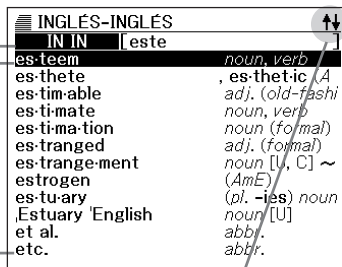 INGLÉS-INGLÉS
IN IN [este ]
es·teem noun, verb
es·thete , es·thet·ic (A
es·tim·able adj. (old-fashi
es·ti·mate noun, verb
es·ti·ma·tion noun (formal)
es·tranged adj. (formal)
es·trange·ment noun [U, C] ~
estrogen (AmE)
es·tu·ary (pl. -ies) noun
ˌEstuary ˈEnglish noun [U]
et al. abbr.
etc. abbr.